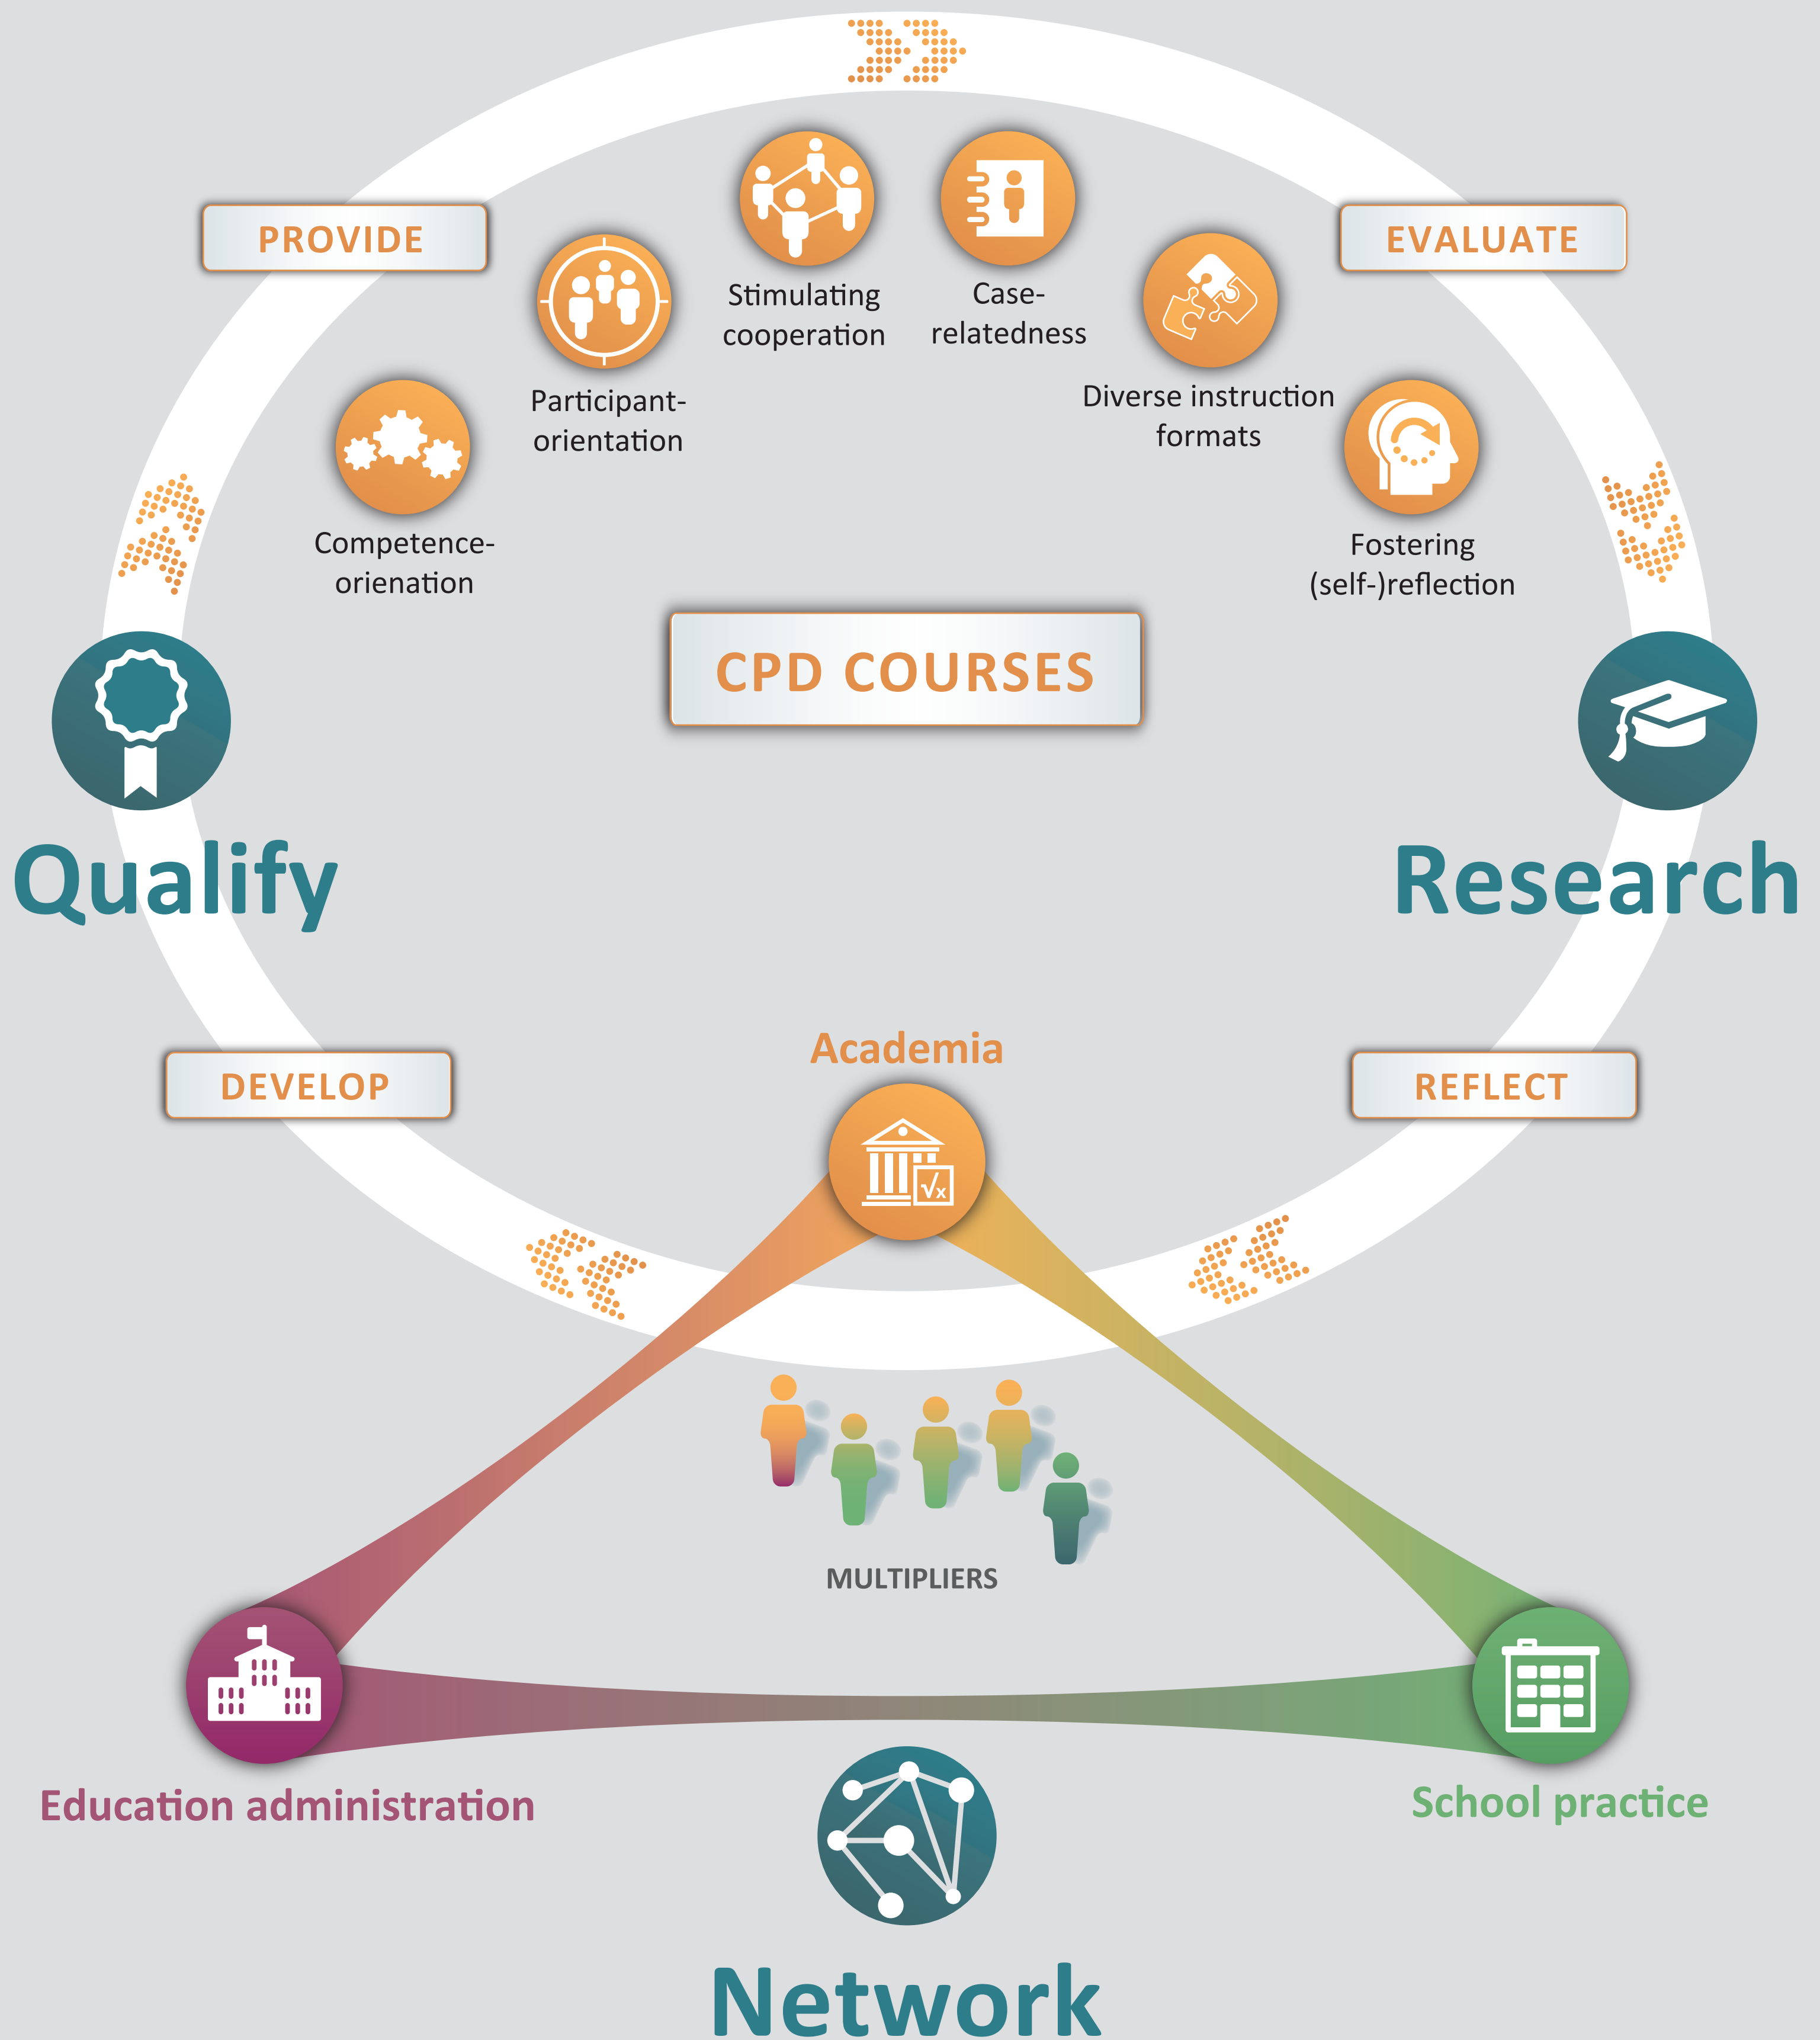 PROVIDE
EVALUATE
Stimulating
cooperation
Case-
relatedness
Participant-
orientation
Diverse instruction
formats
Competence-
orienation
Fostering
(self-)reflection
CPD COURSES
Qualify
Research
DEVELOP
Academia
REFLECT
√x
MULTIPLIERS
Education administration
School practice
Network